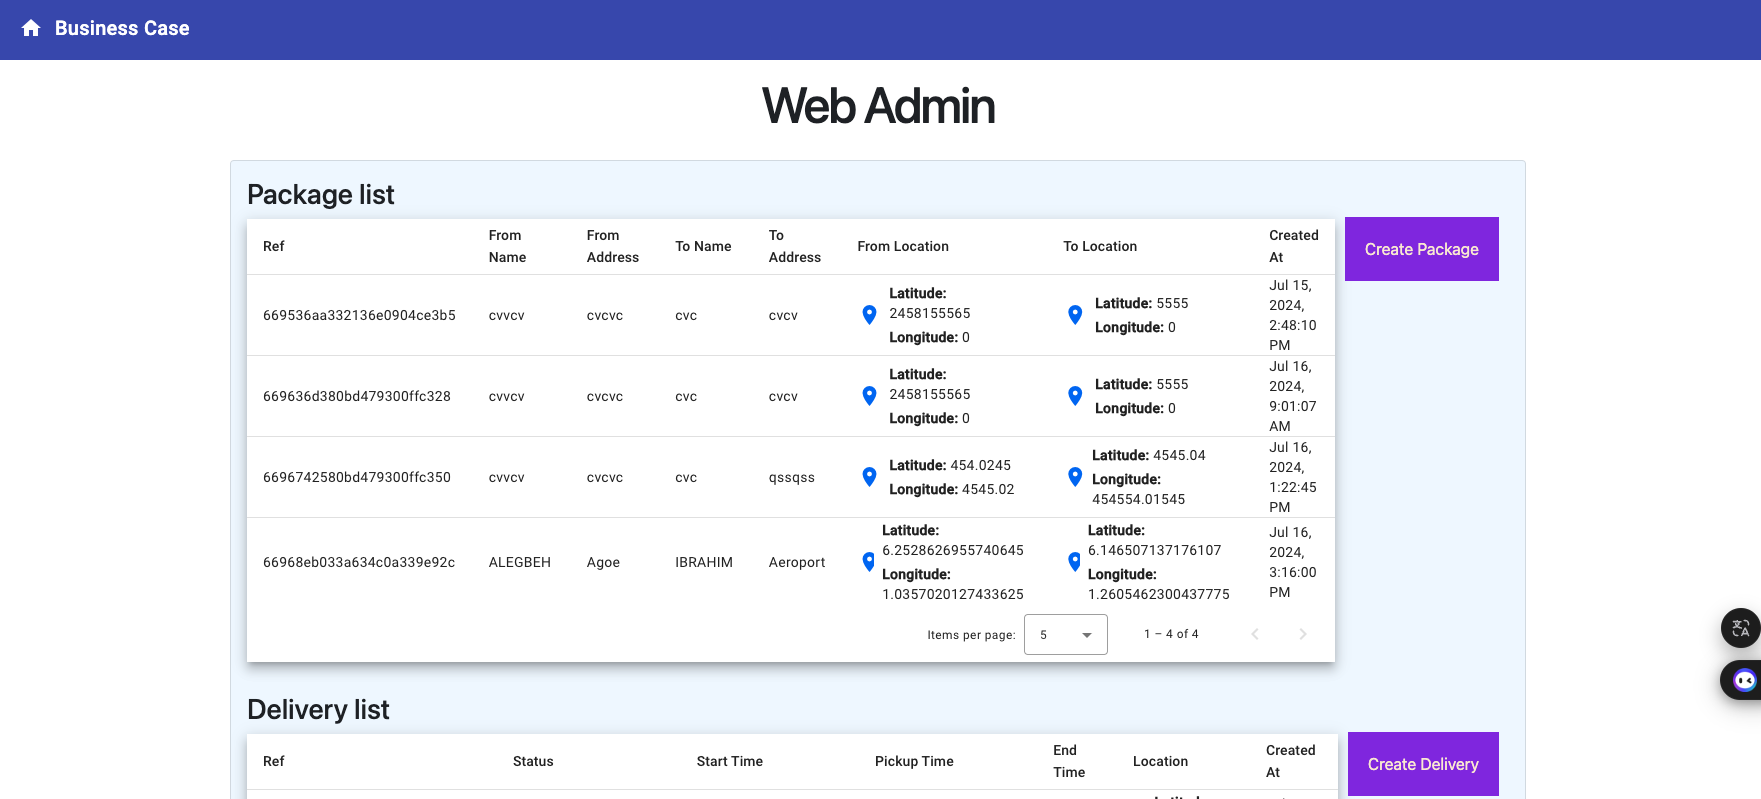 Business Case
Web Admin
Package list
Ref From Name From Address To Name To Address From Location To Location Created At
Create Package
669536aa332136e0904ce3b5 cvvcv cvcvc cvc cvcv Latitude: 2458155565 Longitude: 0 Latitude: 5555 Longitude: 0 Jul 15, 2024, 2:48:10 PM
669636d380bd479300ffc328 cvvcv cvcvc cvc cvcv Latitude: 2458155565 Longitude: 0 Latitude: 5555 Longitude: 0 Jul 16, 2024, 9:01:07 AM
6696742580bd479300ffc350 cvvcv cvcvc cvc qssqss Latitude: 454.0245 Longitude: 4545.02 Latitude: 4545.04 Longitude: 454554.01545 Jul 16, 2024, 1:22:45 PM
66968eb033a634c0a339e92c ALEGBEH Agoe IBRAHIM Aeroport Latitude: 6.2528626955740645 Longitude: 1.0357020127433625 Latitude: 6.146507137176107 Longitude: 1.2605462300437775 Jul 16, 2024, 3:16:00 PM
Items per page: 5 1 – 4 of 4
Delivery list
Ref Status Start Time Pickup Time End Time Location Created At
Create Delivery